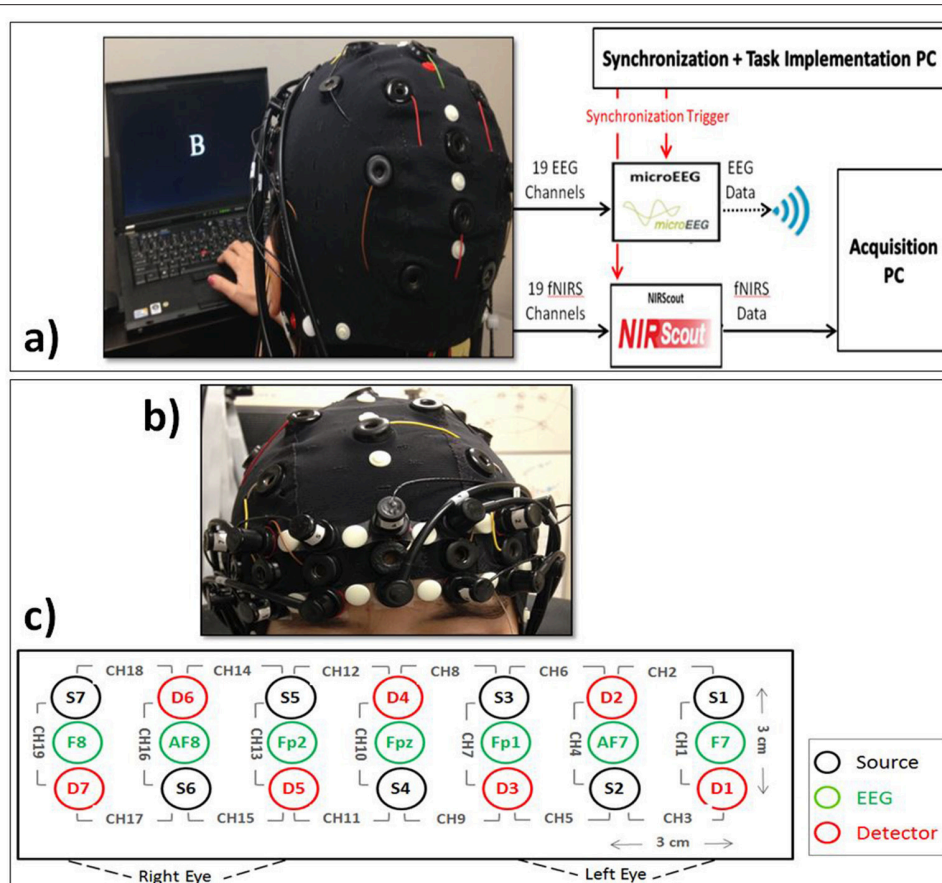 a)
B
Synchronization + Task Implementation PC
Synchronization Trigger
19 EEG
Channels
microEEG
microEEG
EEG
Data
Acquisition
PC
19 fNIRS
Channels
NIRScout
NIRScout
fNIRS
Data
b)
c)
CH18 CH14 CH12 CH8 CH6 CH2
S7 D6 S5 D4 S3 D2 S1
CH19 CH16 CH13 CH10 CH7 CH4 CH1
F8 AF8 Fp2 Fpz Fp1 AF7 F7
3 cm
D7 S6 D5 S4 D3 S2 D1
CH17 CH15 CH11 CH9 CH5 CH3
3 cm
Right Eye Left Eye
Source
EEG
Detector